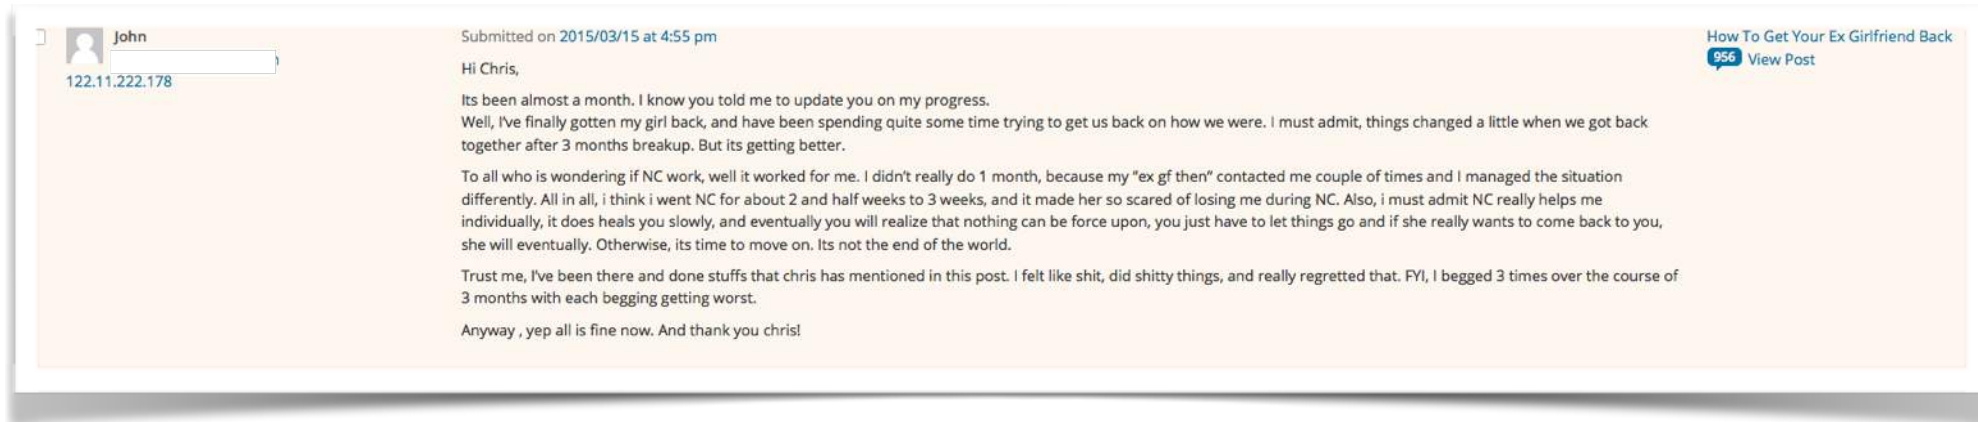 John
122.11.222.178
Submitted on 2015/03/15 at 4:55 pm
Hi Chris,
Its been almost a month. I know you told me to update you on my progress.
Well, I've finally gotten my girl back, and have been spending quite some time trying to get us back on how we were. I must admit, things changed a little when we got back
together after 3 months breakup. But its getting better.
To all who is wondering if NC work, well it worked for me. I didn't really do 1 month, because my "ex gf then" contacted me couple of times and I managed the situation
differently. All in all, i think i went NC for about 2 and half weeks to 3 weeks, and it made her so scared of losing me during NC. Also, i must admit NC really helps me
individually, it does heals you slowly, and eventually you will realize that nothing can be force upon, you just have to let things go and if she really wants to come back to you,
she will eventually. Otherwise, its time to move on. Its not the end of the world.
Trust me, I've been there and done stuffs that chris has mentioned in this post. I felt like shit, did shitty things, and really regretted that. FYI, I begged 3 times over the course of
3 months with each begging getting worst.
Anyway , yep all is fine now. And thank you chris!
How To Get Your Ex Girlfriend Back
956 View Post